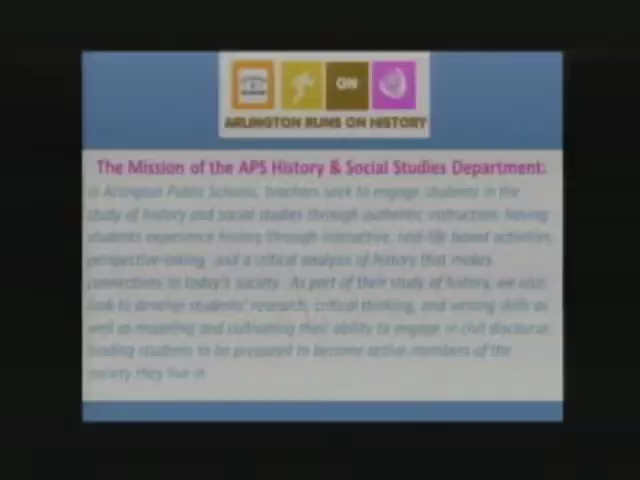 ON
ARLINGTON RUNS ON HISTORY
The Mission of the APS History & Social Studies Department:
In Arlington Public Schools, teachers seek to engage students in the
study of history and social studies through authentic instruction; having
students experience history through interactive, real-life based activities,
perspective-taking, and a critical analysis of history that makes
connections to today's society. As part of their study of history, we also
look to develop students' research, critical thinking, and writing skills as
well as modeling and cultivating their ability to engage in civil discourse,
leading students to be prepared to become active members of the
society they live in